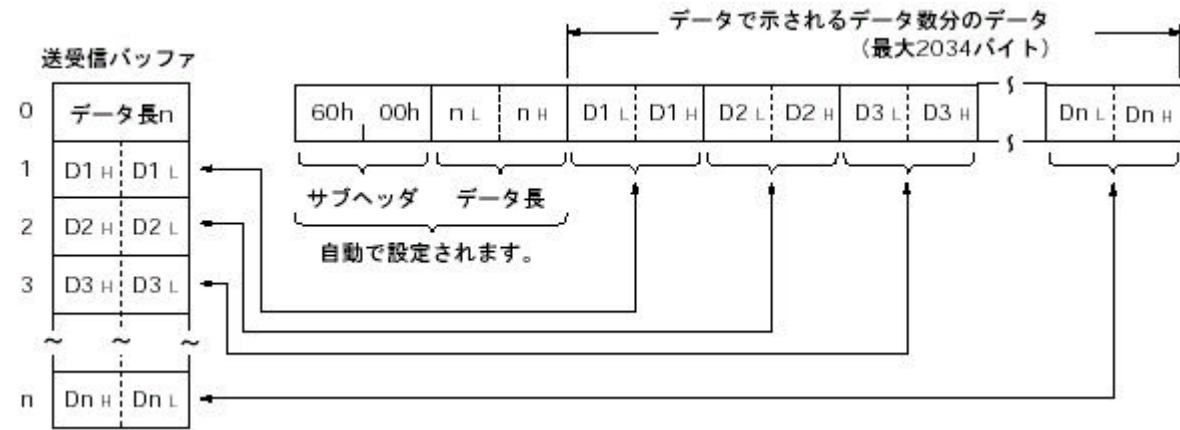 データで示されるデータ数分のデータ
（最大2034バイト）
送受信バッファ
0 データ長n
60h 00h nL nH D1L D1H D2L D2H D3L D3H DnL DnH
1 D1H D1L
サブヘッダ データ長
2 D2H D2L
自動で設定されます。
3 D3H D3L
n DnH DnL